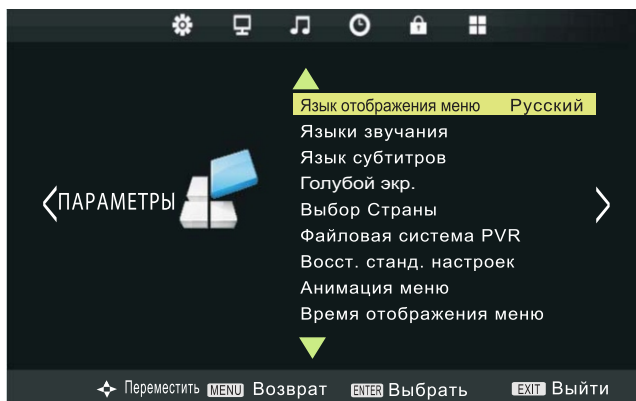 Язык отображения меню Русский
Языки звучания
Язык субтитров
Голубой экр.
ПАРАМЕТРЫ
Выбор Страны
Файловая система PVR
Восст. станд. настроек
Анимация меню
Время отображения меню
Переместить MENU Возврат ENTER Выбрать EXIT Выйти